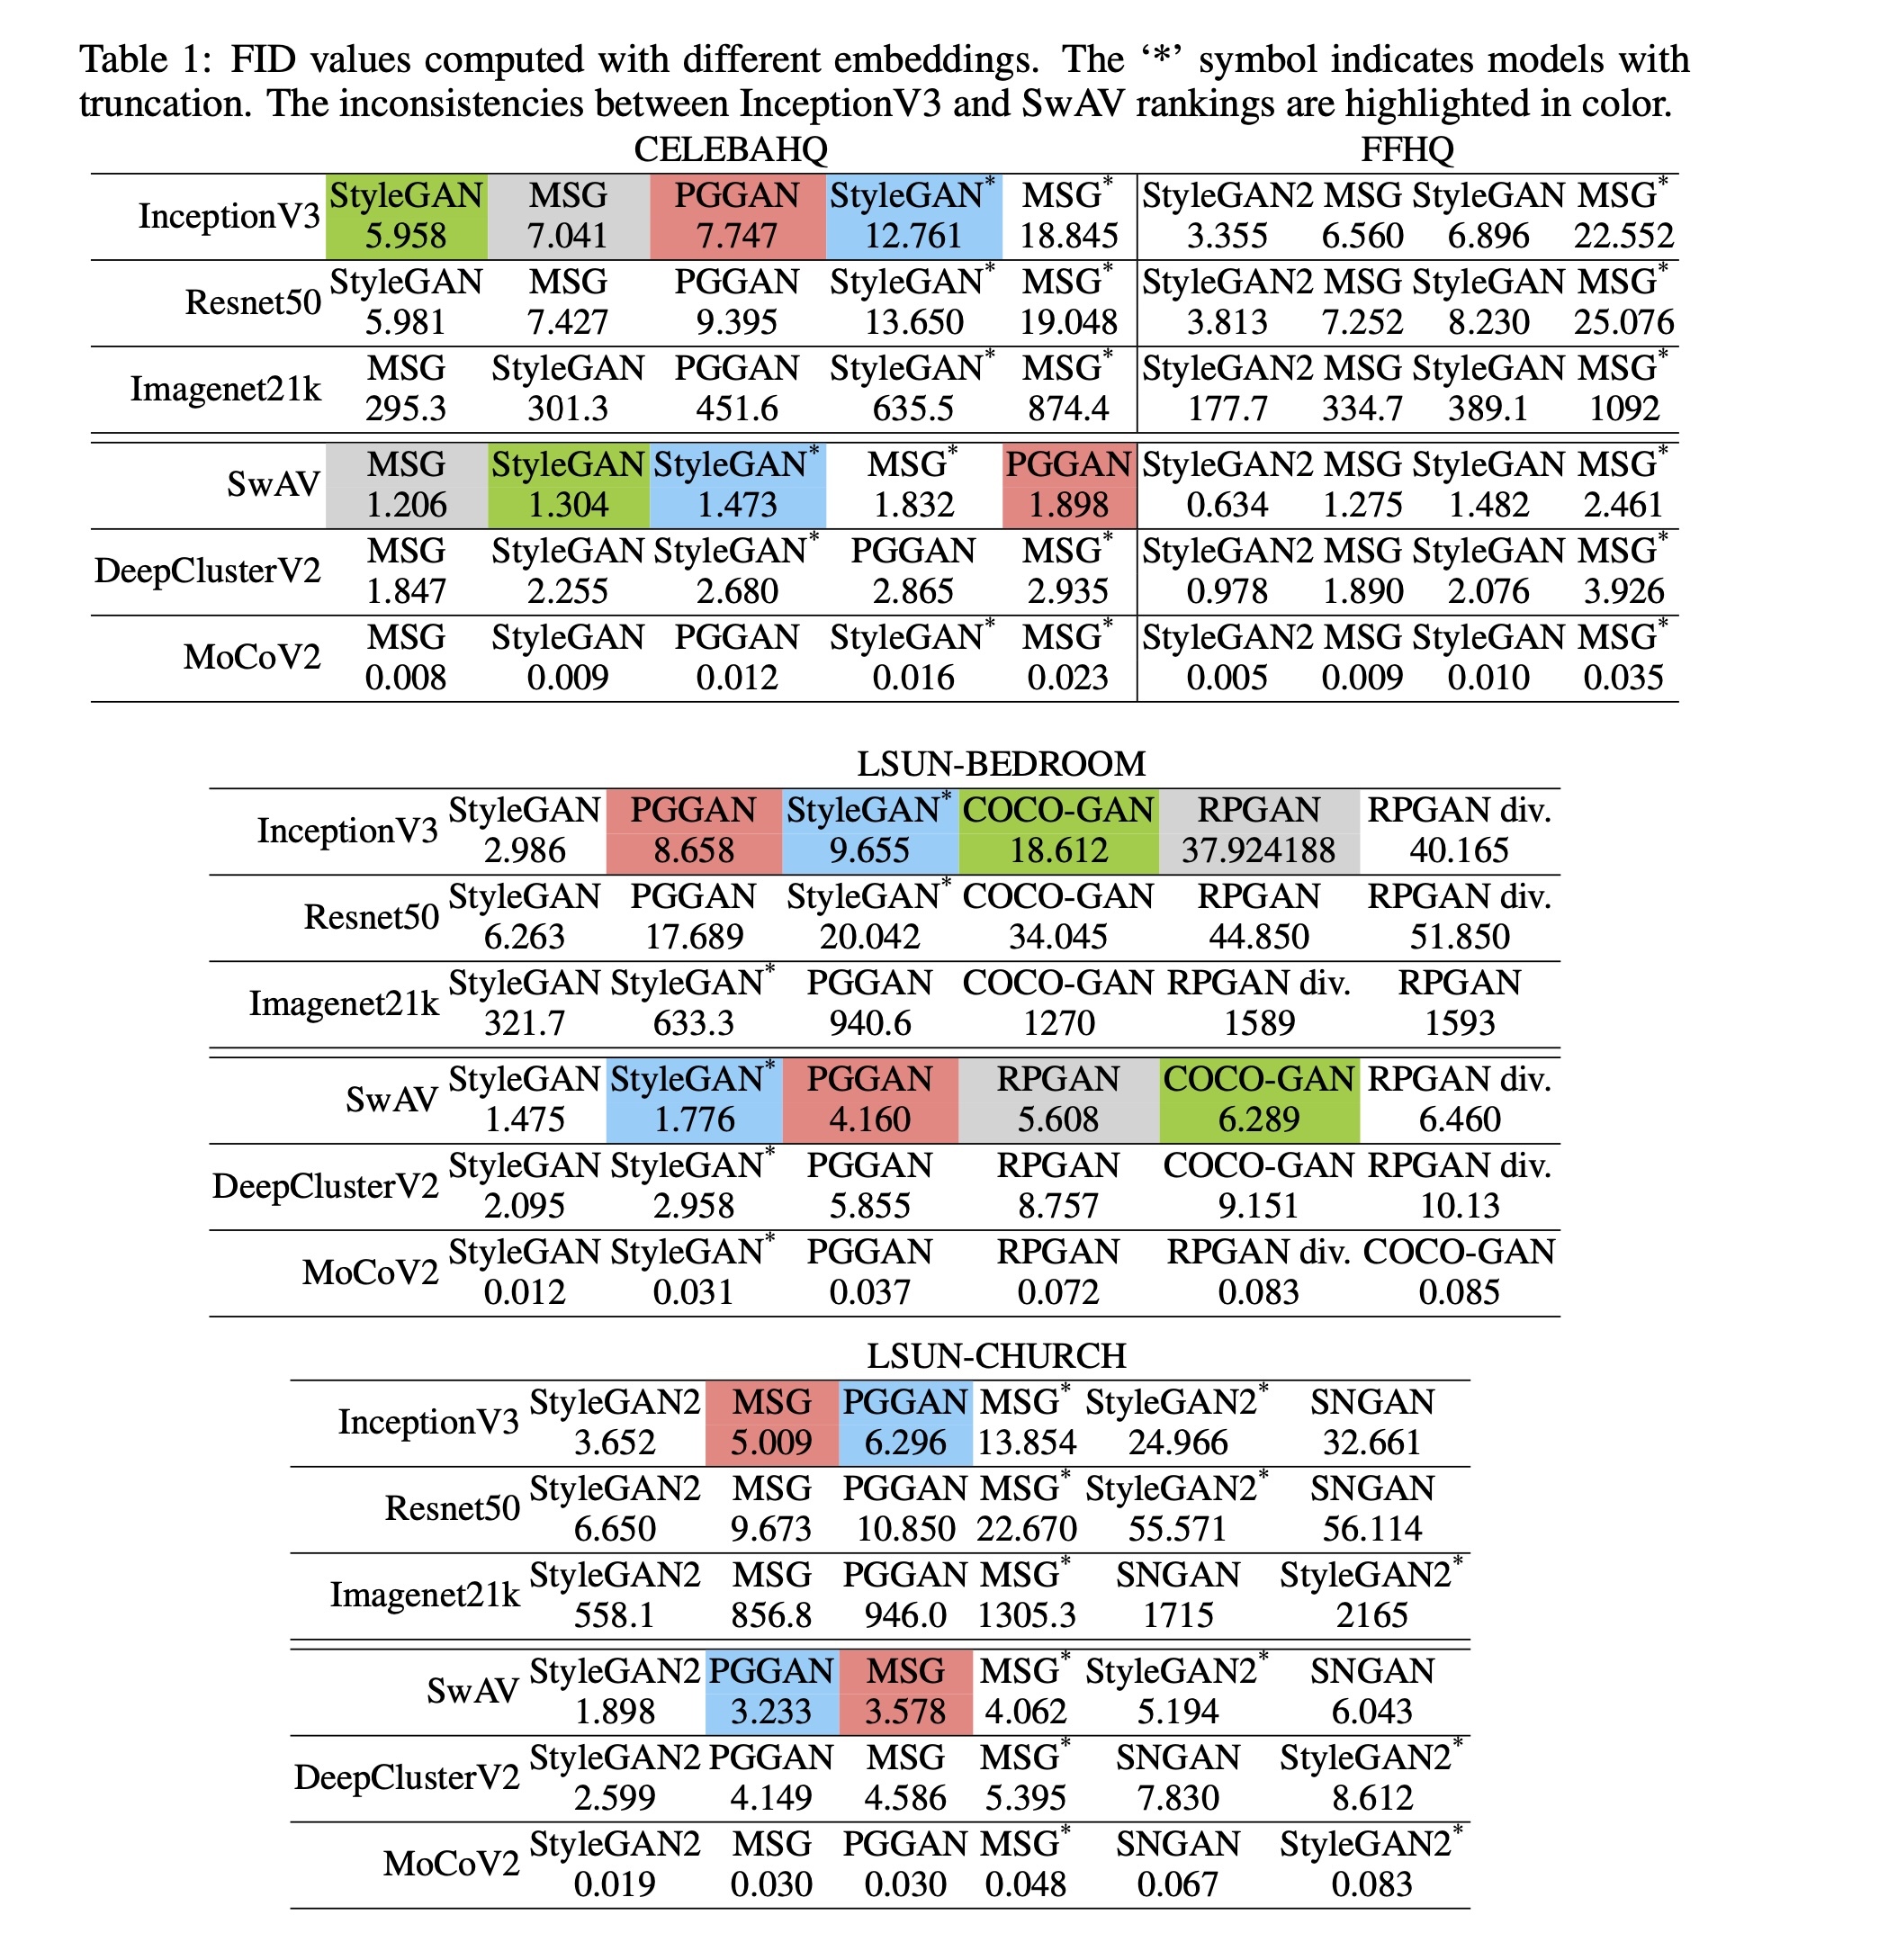 Table 1: FID values computed with different embeddings. The ‘*’ symbol indicates models with
truncation. The inconsistencies between InceptionV3 and SwAV rankings are highlighted in color.
CELEBAHQ FFHQ
InceptionV3 StyleGAN MSG PGGAN StyleGAN* MSG* StyleGAN2 MSG StyleGAN MSG*
5.958 7.041 7.747 12.761 18.845 3.355 6.560 6.896 22.552
Resnet50 StyleGAN MSG PGGAN StyleGAN* MSG* StyleGAN2 MSG StyleGAN MSG*
5.981 7.427 9.395 13.650 19.048 3.813 7.252 8.230 25.076
Imagenet21k MSG StyleGAN PGGAN StyleGAN* MSG* StyleGAN2 MSG StyleGAN MSG*
295.3 301.3 451.6 635.5 874.4 177.7 334.7 389.1 1092
SwAV MSG StyleGAN StyleGAN* MSG* PGGAN StyleGAN2 MSG StyleGAN MSG*
1.206 1.304 1.473 1.832 1.898 0.634 1.275 1.482 2.461
DeepClusterV2 MSG StyleGAN StyleGAN* PGGAN MSG* StyleGAN2 MSG StyleGAN MSG*
1.847 2.255 2.680 2.865 2.935 0.978 1.890 2.076 3.926
MoCoV2 MSG StyleGAN PGGAN StyleGAN* MSG* StyleGAN2 MSG StyleGAN MSG*
0.008 0.009 0.012 0.016 0.023 0.005 0.009 0.010 0.035
LSUN-BEDROOM
InceptionV3 StyleGAN PGGAN StyleGAN* COCO-GAN RPGAN RPGAN div.
2.986 8.658 9.655 18.612 37.924188 40.165
Resnet50 StyleGAN PGGAN StyleGAN* COCO-GAN RPGAN RPGAN div.
6.263 17.689 20.042 34.045 44.850 51.850
Imagenet21k StyleGAN StyleGAN* PGGAN COCO-GAN RPGAN div. RPGAN
321.7 633.3 940.6 1270 1589 1593
SwAV StyleGAN StyleGAN* PGGAN RPGAN COCO-GAN RPGAN div.
1.475 1.776 4.160 5.608 6.289 6.460
DeepClusterV2 StyleGAN StyleGAN* PGGAN RPGAN COCO-GAN RPGAN div.
2.095 2.958 5.855 8.757 9.151 10.13
MoCoV2 StyleGAN StyleGAN* PGGAN RPGAN RPGAN div. COCO-GAN
0.012 0.031 0.037 0.072 0.083 0.085
LSUN-CHURCH
InceptionV3 StyleGAN2 MSG PGGAN MSG* StyleGAN2* SNGAN
3.652 5.009 6.296 13.854 24.966 32.661
Resnet50 StyleGAN2 MSG PGGAN MSG* StyleGAN2* SNGAN
6.650 9.673 10.850 22.670 55.571 56.114
Imagenet21k StyleGAN2 MSG PGGAN MSG* SNGAN StyleGAN2*
558.1 856.8 946.0 1305.3 1715 2165
SwAV StyleGAN2 PGGAN MSG MSG* StyleGAN2* SNGAN
1.898 3.233 3.578 4.062 5.194 6.043
DeepClusterV2 StyleGAN2 PGGAN MSG MSG* SNGAN StyleGAN2*
2.599 4.149 4.586 5.395 7.830 8.612
MoCoV2 StyleGAN2 MSG PGGAN MSG* SNGAN StyleGAN2*
0.019 0.030 0.030 0.048 0.067 0.083